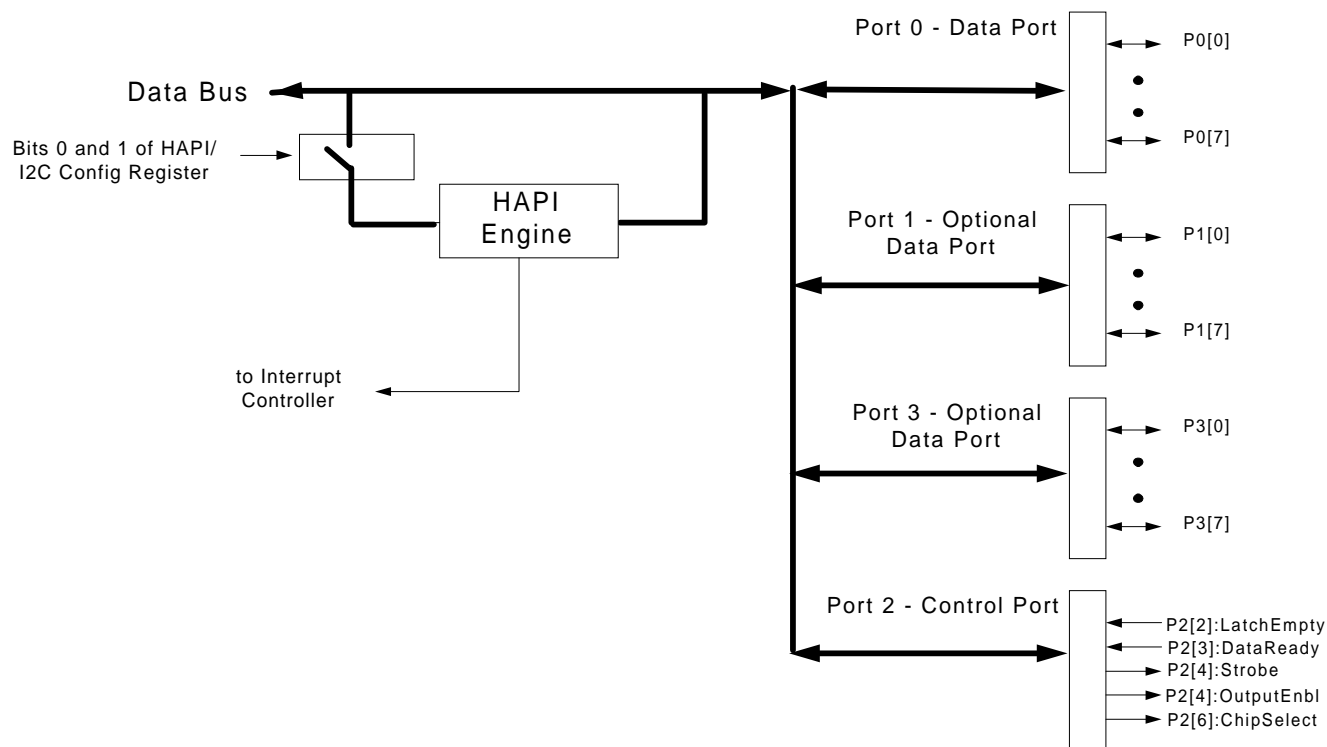 Data Bus
Bits 0 and 1 of HAPI/
I2C Config Register
HAPI
Engine
to Interrupt
Controller
Port 0 - Data Port
P0[0]
P0[7]
Port 1 - Optional
Data Port
P1[0]
P1[7]
Port 3 - Optional
Data Port
P3[0]
P3[7]
Port 2 - Control Port
P2[2]:LatchEmpty
P2[3]:DataReady
P2[4]:Strobe
P2[4]:OutputEnbl
P2[6]:ChipSelect